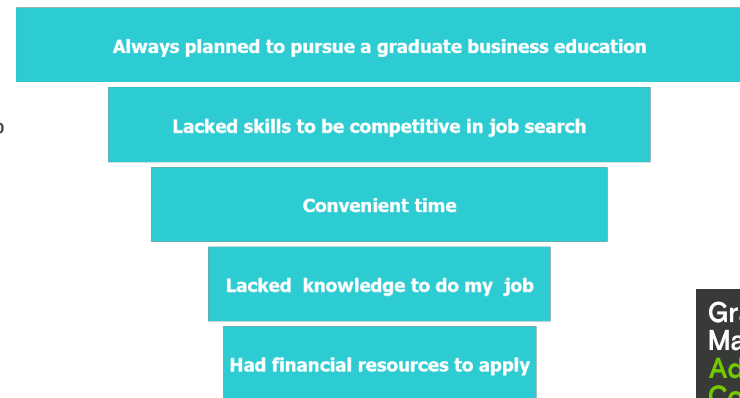 Always planned to pursue a graduate business education
Lacked skills to be competitive in job search
Convenient time
Lacked knowledge to do my job
Had financial resources to apply